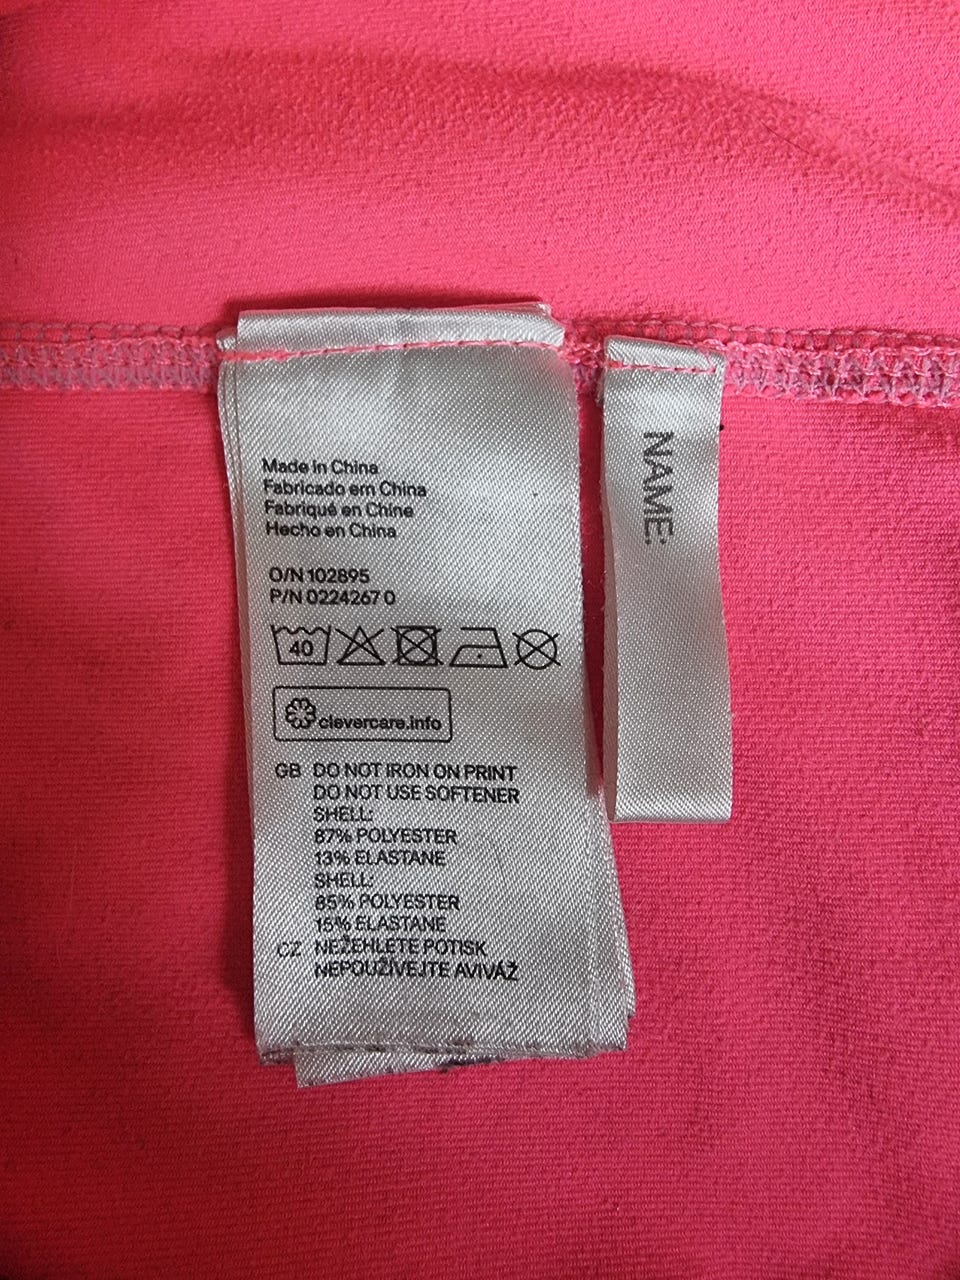 Made in China
Fabricado em China
Fabriqué en Chine
Hecho en China
O/N 102895
P/N 0224267 0
40
clevercare.info
GB DO NOT IRON ON PRINT
DO NOT USE SOFTENER
SHELL:
87% POLYESTER
13% ELASTANE
SHELL:
85% POLYESTER
15% ELASTANE
CZ NEŽEHLETE POTISK
NEPOUŽÍVEJTE AVIVÁŽ
NAME: